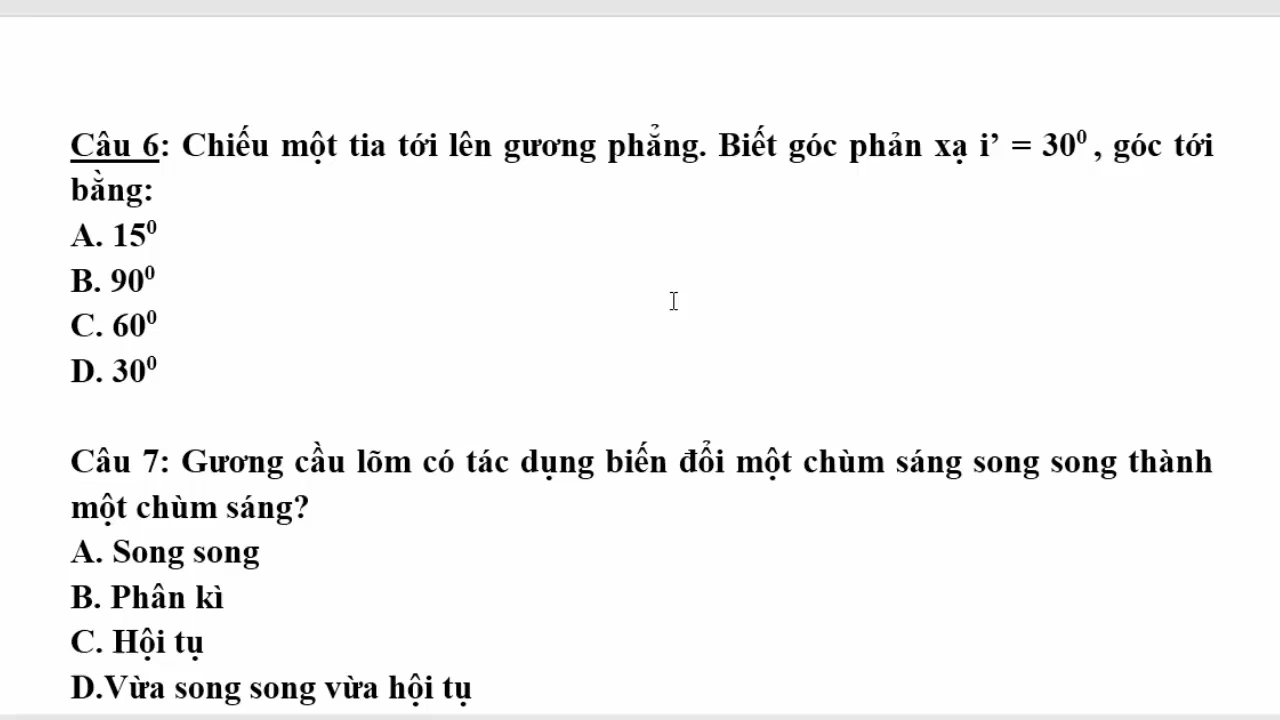 Câu 6: Chiếu một tia tới lên gương phẳng. Biết góc phản xạ i’ = 30⁰ , góc tới
bằng:
A. 15⁰
B. 90⁰
C. 60⁰
D. 30⁰
Câu 7: Gương cầu lõm có tác dụng biến đổi một chùm sáng song song thành
một chùm sáng?
A. Song song
B. Phân kì
C. Hội tụ
D.Vừa song song vừa hội tụ